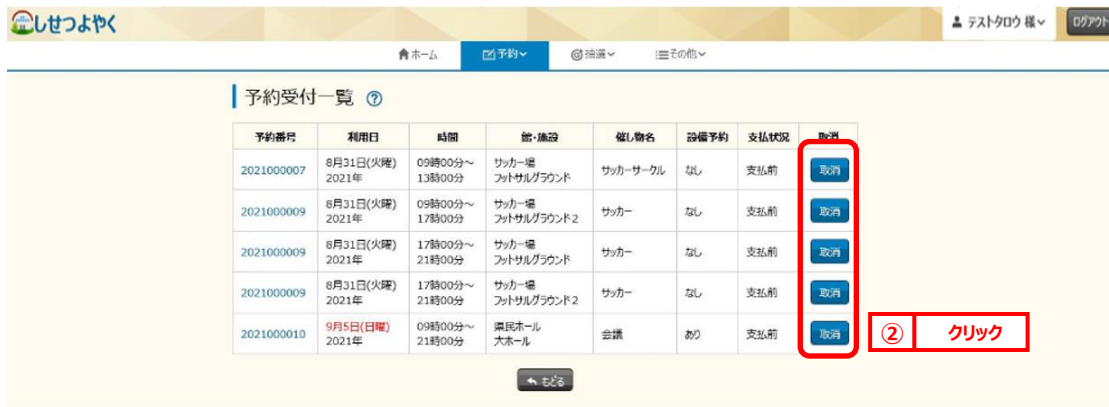 しせつよやく
テストタロウ 様
ログアウト
ホーム 予約 抽選 その他
予約受付一覧 ?
予約番号 利用日 時間 館・施設 催し物名 設備予約 支払状況 取消
2021000007 8月31日(火曜) 09時00分~ サッカー場 サッカーサークル なし 支払前 取消
2021年 13時00分 フットサルグラウンド
2021000009 8月31日(火曜) 09時00分~ サッカー場 サッカー なし 支払前 取消
2021年 17時00分 フットサルグラウンド2
2021000009 8月31日(火曜) 17時00分~ サッカー場 サッカー なし 支払前 取消
2021年 21時00分 フットサルグラウンド
2021000009 8月31日(火曜) 17時00分~ サッカー場 サッカー なし 支払前 取消
2021年 21時00分 フットサルグラウンド2
2021000010 9月5日(日曜) 09時00分~ 県民ホール 会議 あり 支払前 取消
2021年 21時00分 大ホール
② クリック
もどる